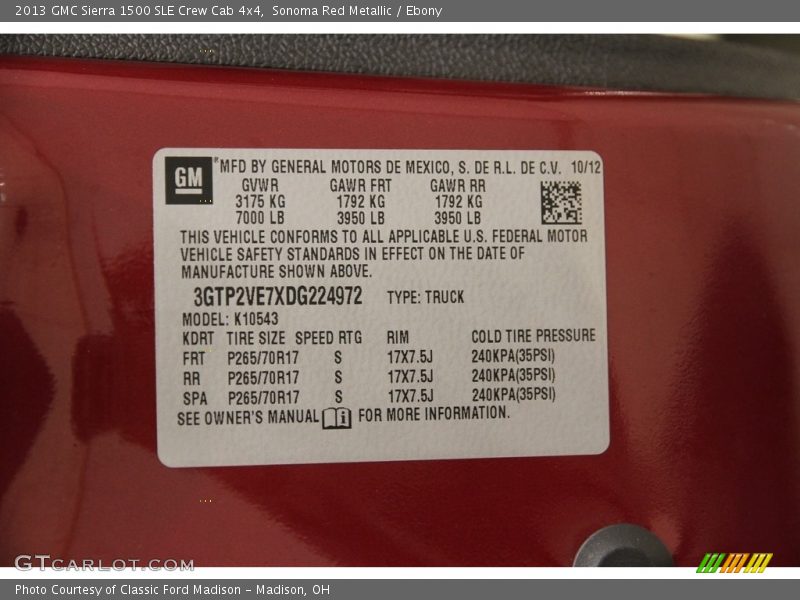 2013 GMC Sierra 1500 SLE Crew Cab 4x4, Sonoma Red Metallic / Ebony
GM ® MFD BY GENERAL MOTORS DE MEXICO, S. DE R.L. DE C.V. 10/12
GVWR GAWR FRT GAWR RR
3175 KG 1792 KG 1792 KG
7000 LB 3950 LB 3950 LB
THIS VEHICLE CONFORMS TO ALL APPLICABLE U.S. FEDERAL MOTOR
VEHICLE SAFETY STANDARDS IN EFFECT ON THE DATE OF
MANUFACTURE SHOWN ABOVE.
3GTP2VE7XDG224972 TYPE: TRUCK
MODEL: K10543
KDRT TIRE SIZE SPEED RTG RIM COLD TIRE PRESSURE
FRT P265/70R17 S 17X7.5J 240KPA(35PSI)
RR P265/70R17 S 17X7.5J 240KPA(35PSI)
SPA P265/70R17 S 17X7.5J 240KPA(35PSI)
SEE OWNER'S MANUAL FOR MORE INFORMATION.
GTCARLOT.COM
Photo Courtesy of Classic Ford Madison – Madison, OH